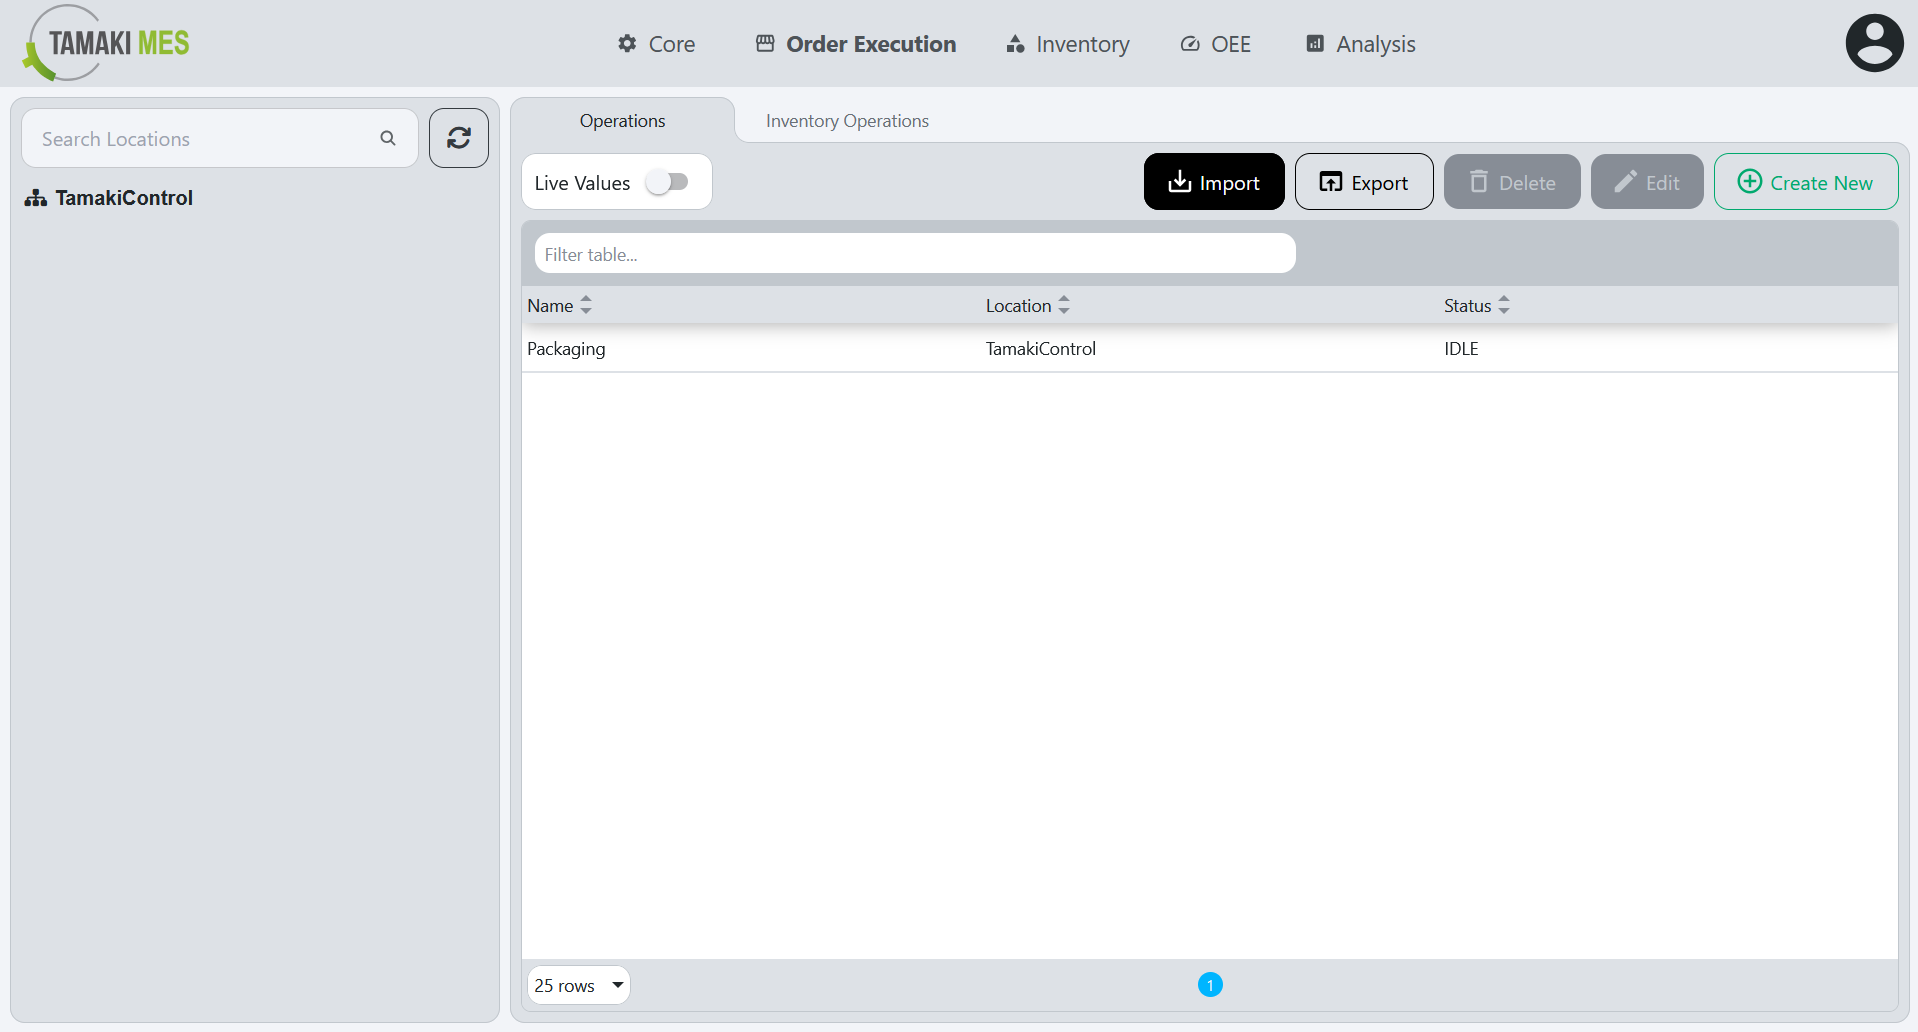 TAMAKI MES
Core
Order Execution
Inventory
OEE
Analysis
Search Locations
TamakiControl
Operations
Inventory Operations
Live Values
Import
Export
Delete
Edit
Create New
Filter table...
Name
Location
Status
Packaging
TamakiControl
IDLE
25 rows
1